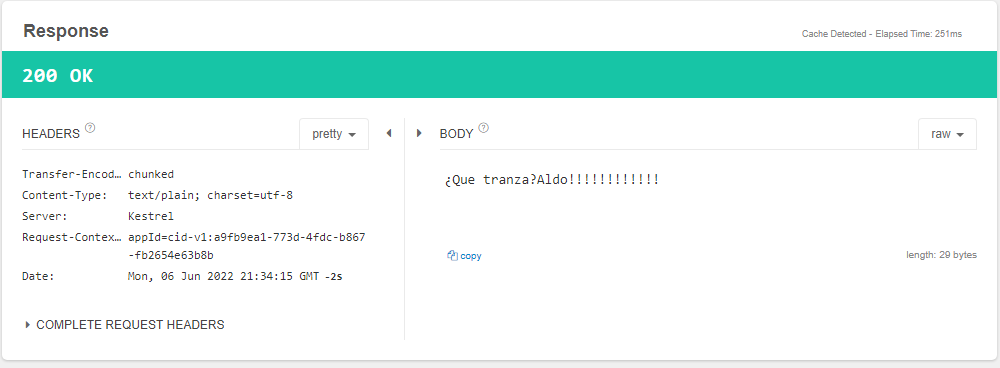 Response
Cache Detected - Elapsed Time: 251ms
200 OK
HEADERS ?
pretty
Transfer-Encod... chunked
Content-Type: text/plain; charset=utf-8
Server: Kestrel
Request-Contex... appId=cid-v1:a9fb9ea1-773d-4fdc-b867
-fb2654e63b8b
Date: Mon, 06 Jun 2022 21:34:15 GMT -2s
COMPLETE REQUEST HEADERS
BODY ?
raw
¿Que tranza?Aldo!!!!!!!!!!!!
copy
length: 29 bytes